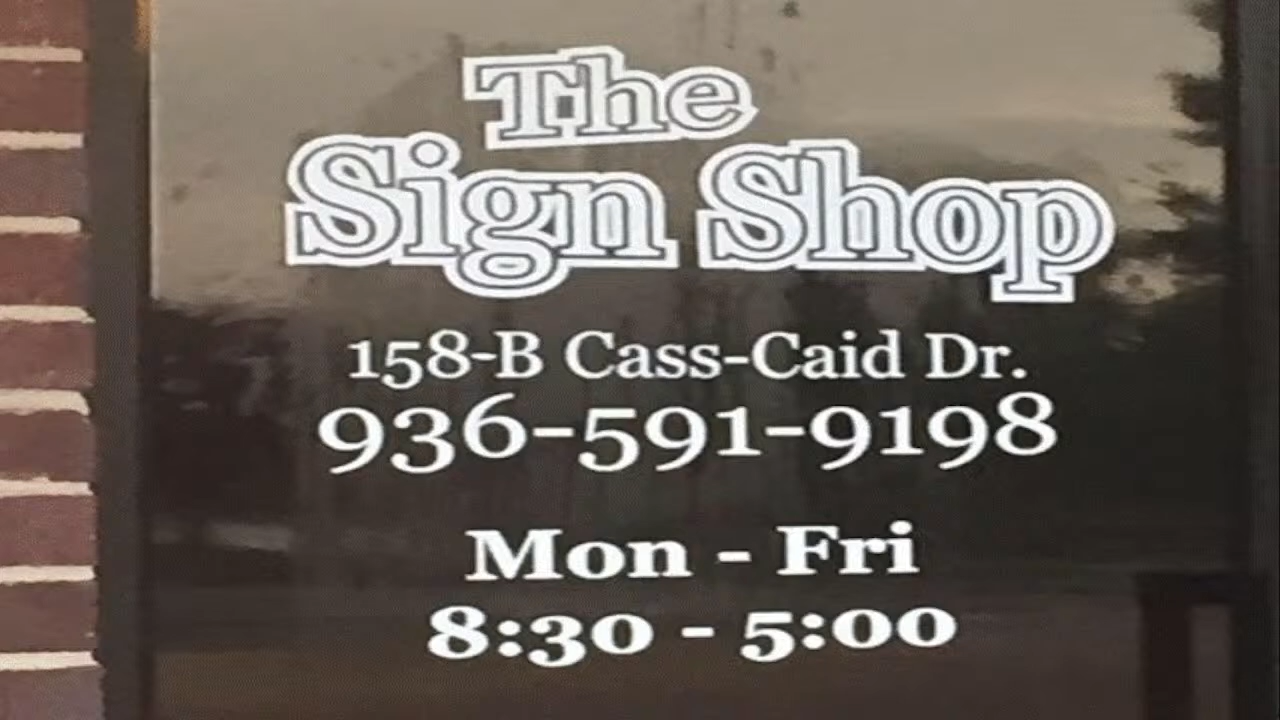 The
Sign Shop
158-B Cass-Caid Dr.
936-591-9198
Mon - Fri
8:30 - 5:00